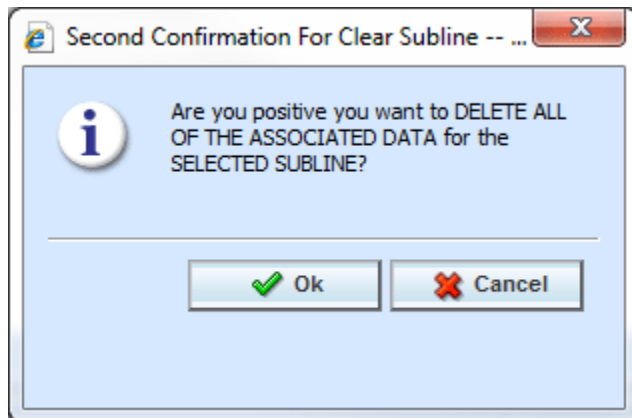 Second Confirmation For Clear Subline -- ...
Are you positive you want to DELETE ALL
OF THE ASSOCIATED DATA for the
SELECTED SUBLINE?
Ok
Cancel